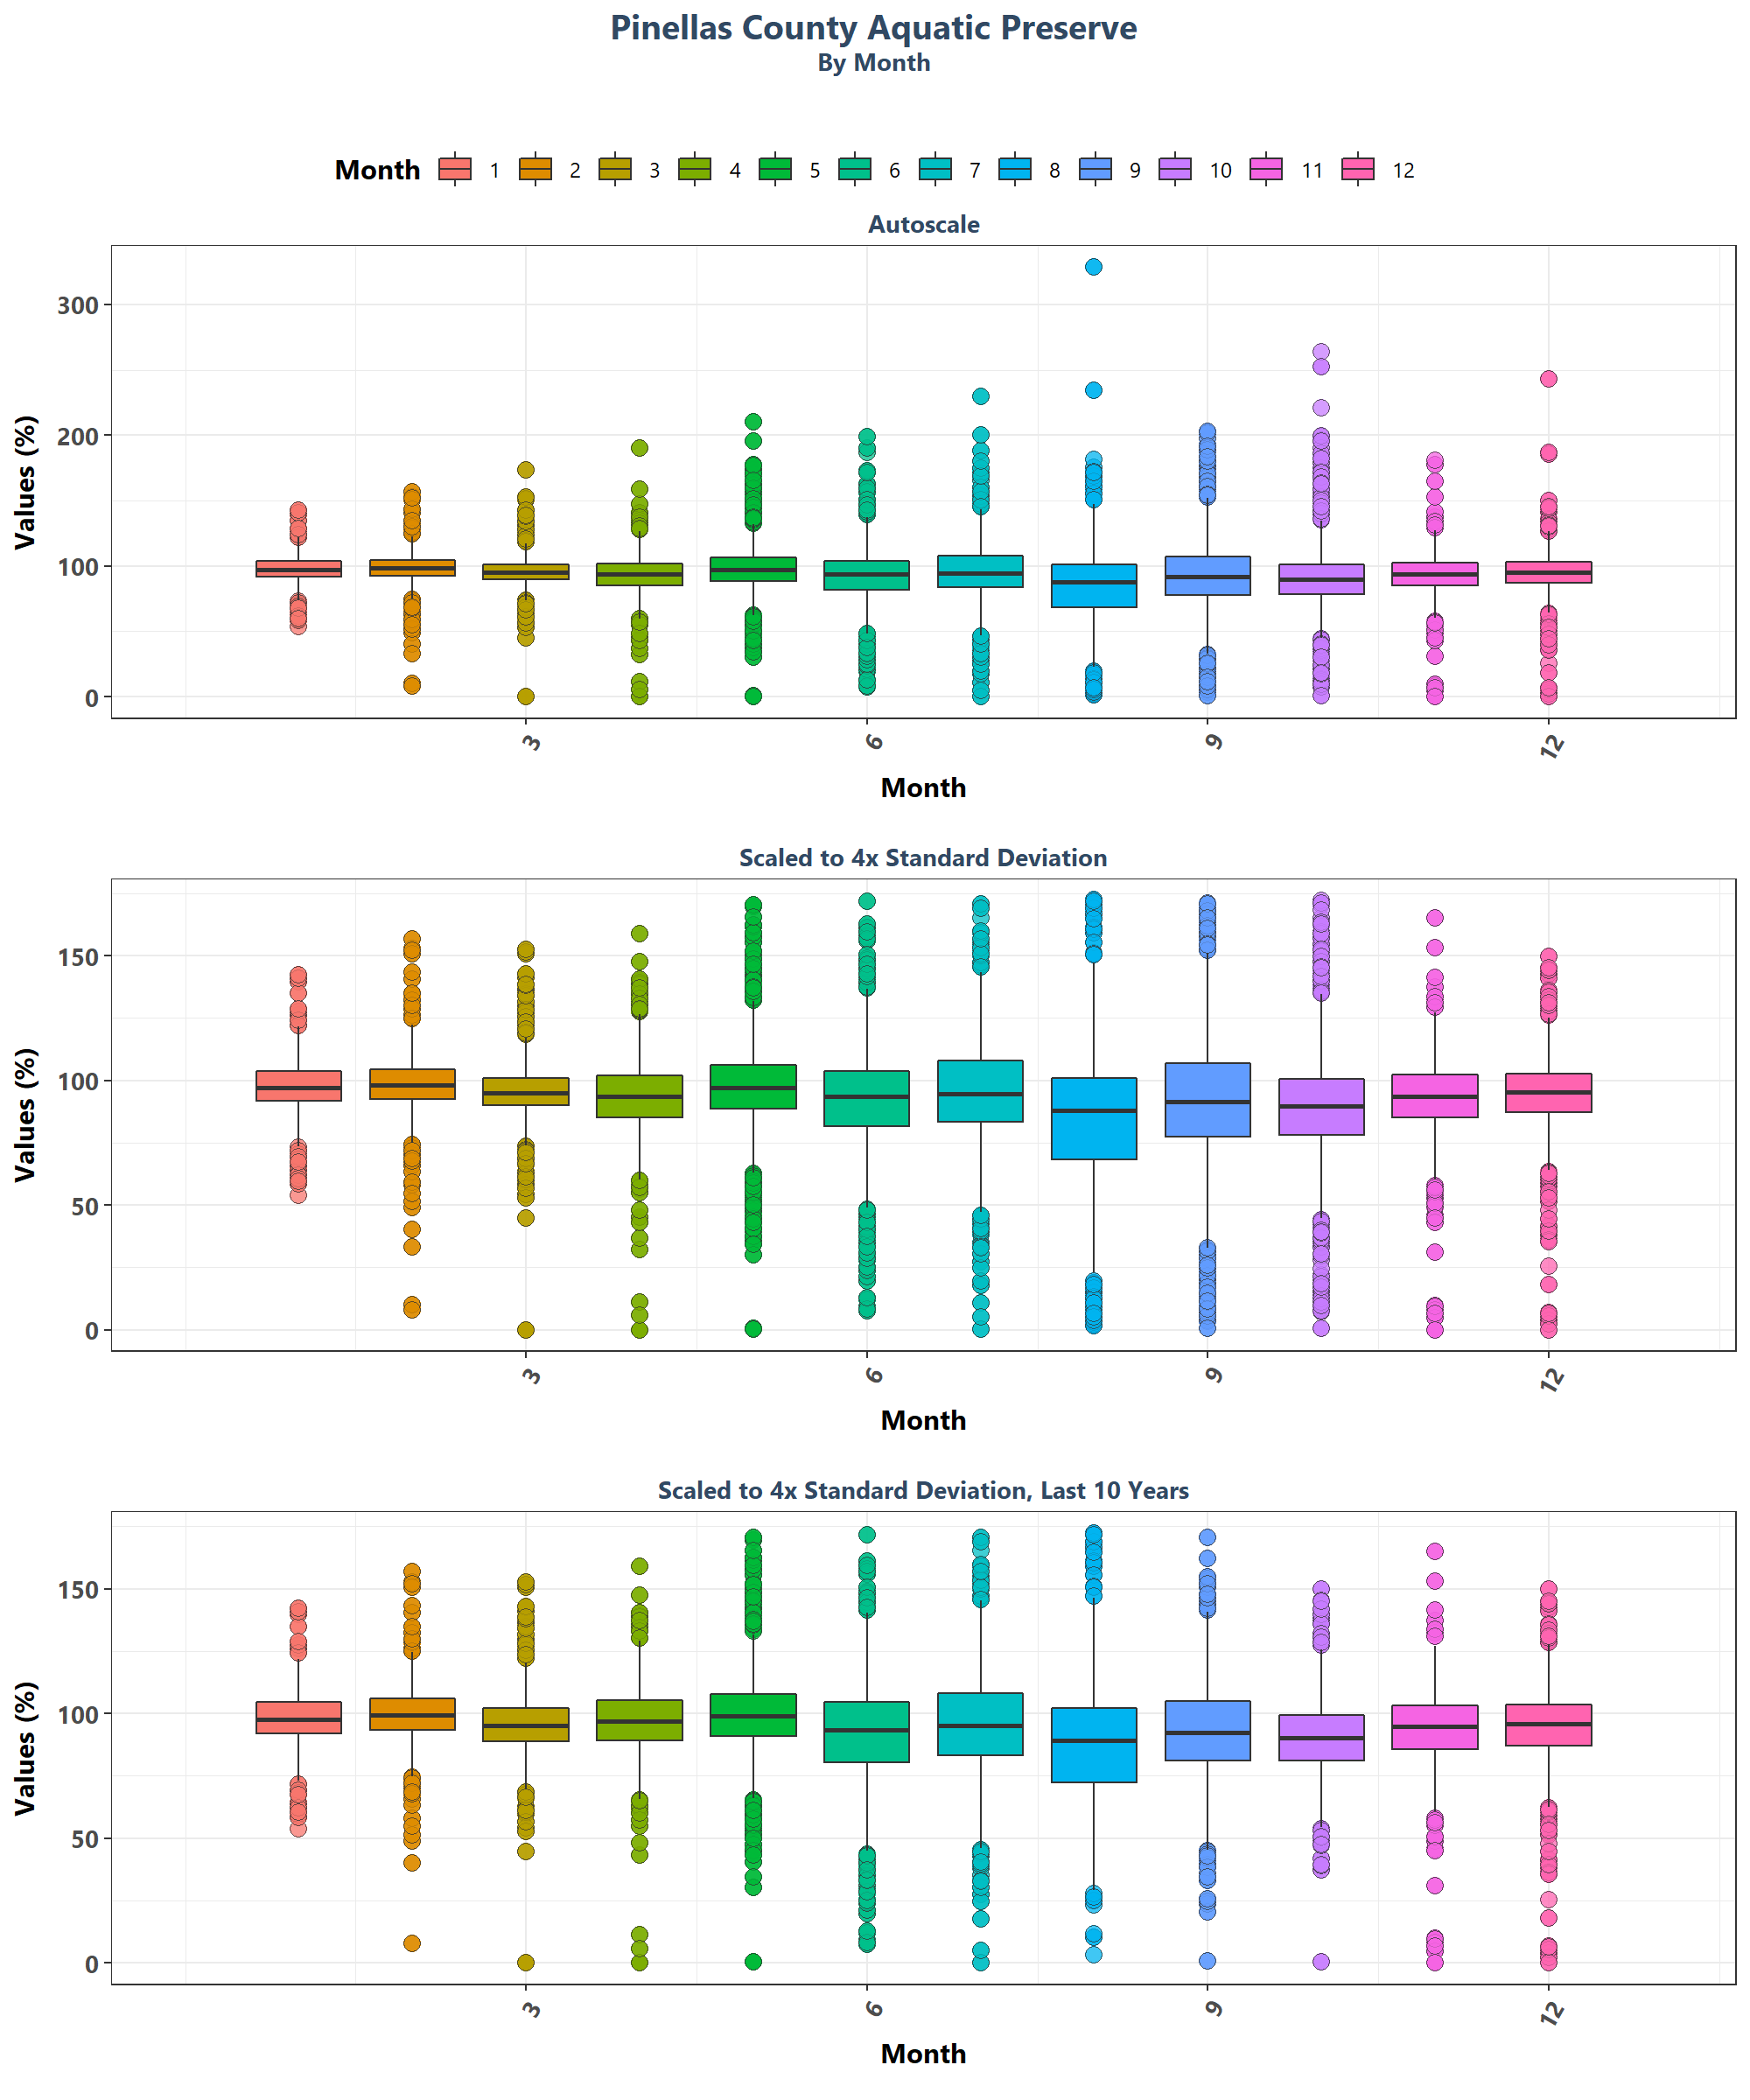 Pinellas County Aquatic Preserve
By Month
Month 1 2 3 4 5 6 7 8 9 10 11 12
Autoscale
Values (%)
300
200
100
0
3 6 9 12
Month
Scaled to 4x Standard Deviation
Values (%)
150
100
50
0
3 6 9 12
Month
Scaled to 4x Standard Deviation, Last 10 Years
Values (%)
150
100
50
0
3 6 9 12
Month